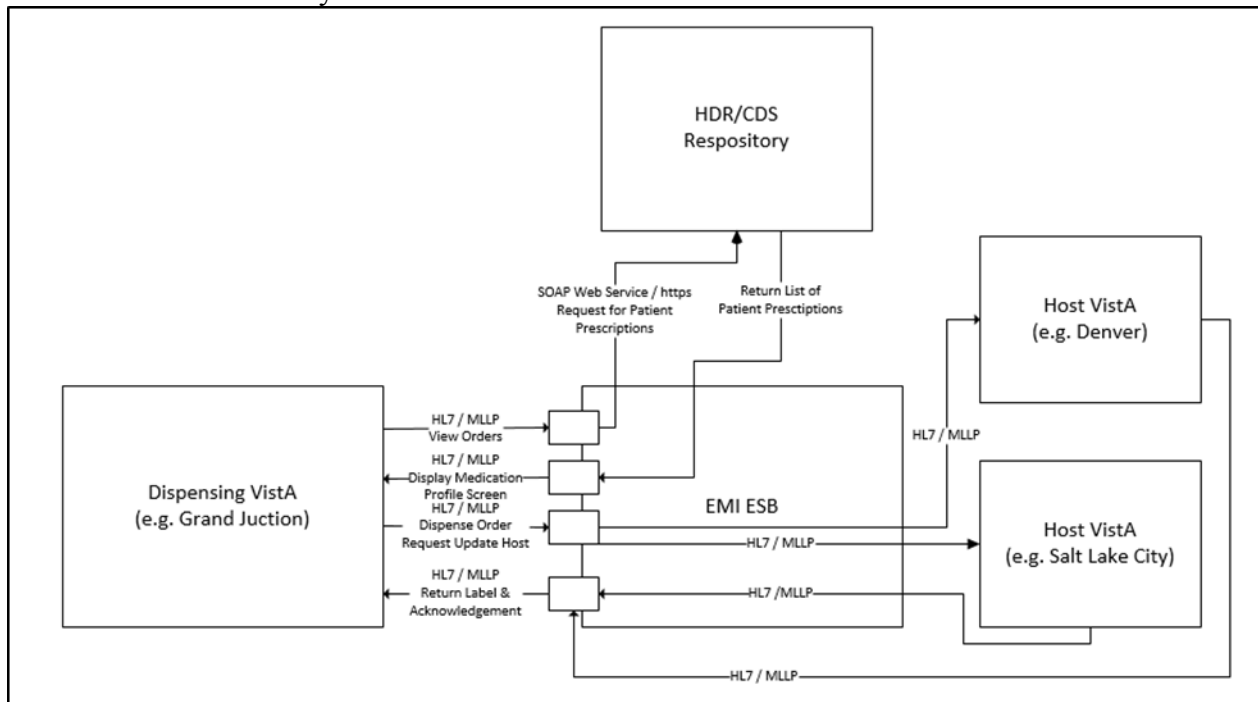 HDR/CDS
Respository
SOAP Web Service / https
Request for Patient
Prescriptions
Return List of
Patient Presctiptions
Host VistA
(e.g. Denver)
HL7 / MLLP
View Orders
HL7 / MLLP
Display Medication
Profile Screen
HL7 / MLLP
Dispense Order
Request Update Host
HL7 / MLLP
Return Label &
Acknowledgement
Dispensing VistA
(e.g. Grand Juction)
EMI ESB
HL7 / MLLP
HL7 / MLLP
Host VistA
(e.g. Salt Lake City)
HL7 /MLLP
HL7 / MLLP